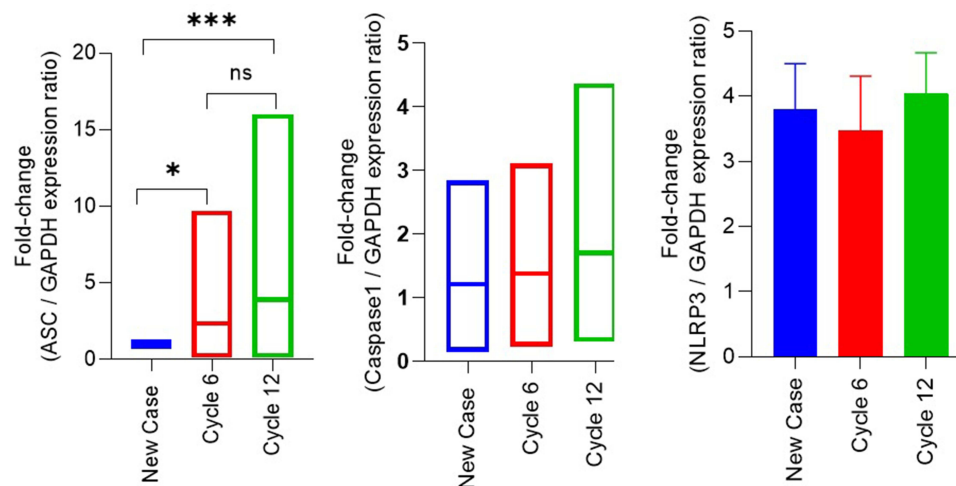 Fold-change
(ASC / GAPDH expression ratio)
20
15
10
5
0
***
ns
*
New Case
Cycle 6
Cycle 12
Fold-change
(Caspase1 / GAPDH expression ratio)
5
4
3
2
1
0
New Case
Cycle 6
Cycle 12
Fold-change
(NLRP3 / GAPDH expression ratio)
5
4
3
2
1
0
New Case
Cycle 6
Cycle 12